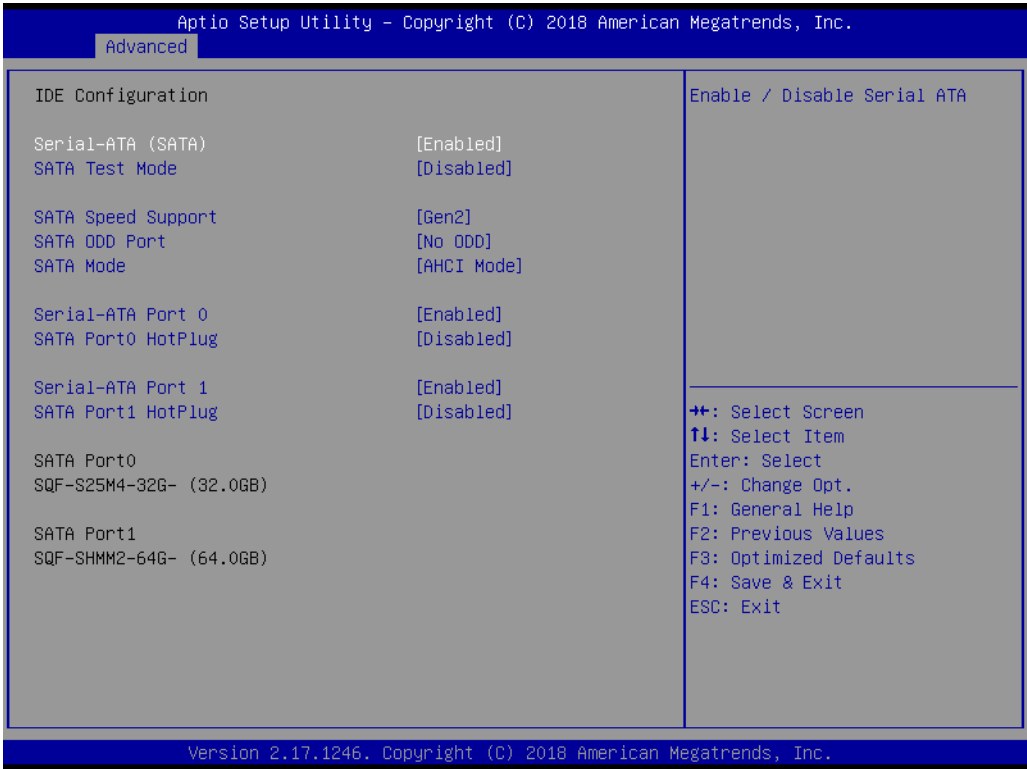 Aptio Setup Utility – Copyright (C) 2018 American Megatrends, Inc.
Advanced
IDE Configuration
Serial-ATA (SATA) [Enabled]
SATA Test Mode [Disabled]
SATA Speed Support [Gen2]
SATA ODD Port [No ODD]
SATA Mode [AHCI Mode]
Serial-ATA Port 0 [Enabled]
SATA Port0 HotPlug [Disabled]
Serial-ATA Port 1 [Enabled]
SATA Port1 HotPlug [Disabled]
SATA Port0
SQF-S25M4-32G- (32.0GB)
SATA Port1
SQF-SHMM2-64G- (64.0GB)
Enable / Disable Serial ATA
→←: Select Screen
↑↓: Select Item
Enter: Select
+/-: Change Opt.
F1: General Help
F2: Previous Values
F3: Optimized Defaults
F4: Save & Exit
ESC: Exit
Version 2.17.1246. Copyright (C) 2018 American Megatrends, Inc.